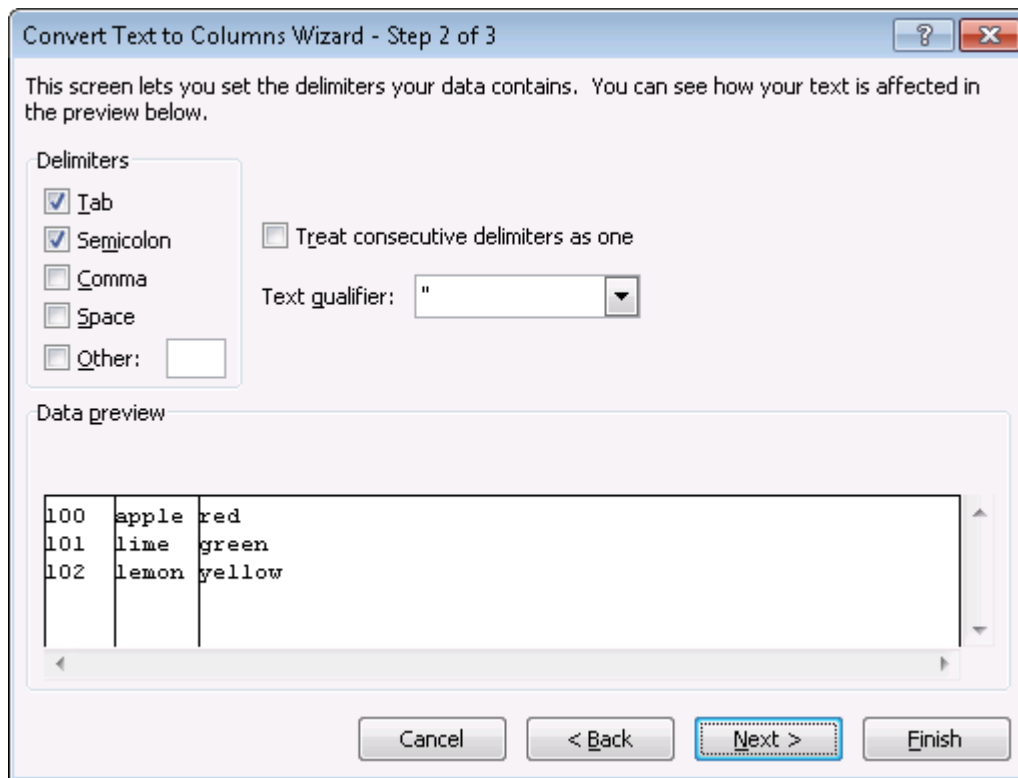 Convert Text to Columns Wizard - Step 2 of 3
This screen lets you set the delimiters your data contains.  You can see how your text is affected in
the preview below.
Delimiters
Tab
Semicolon
Comma
Space
Other:
Treat consecutive delimiters as one
Text qualifier: "
Data preview
100 apple red
101 lime green
102 lemon yellow
Cancel < Back Next > Finish